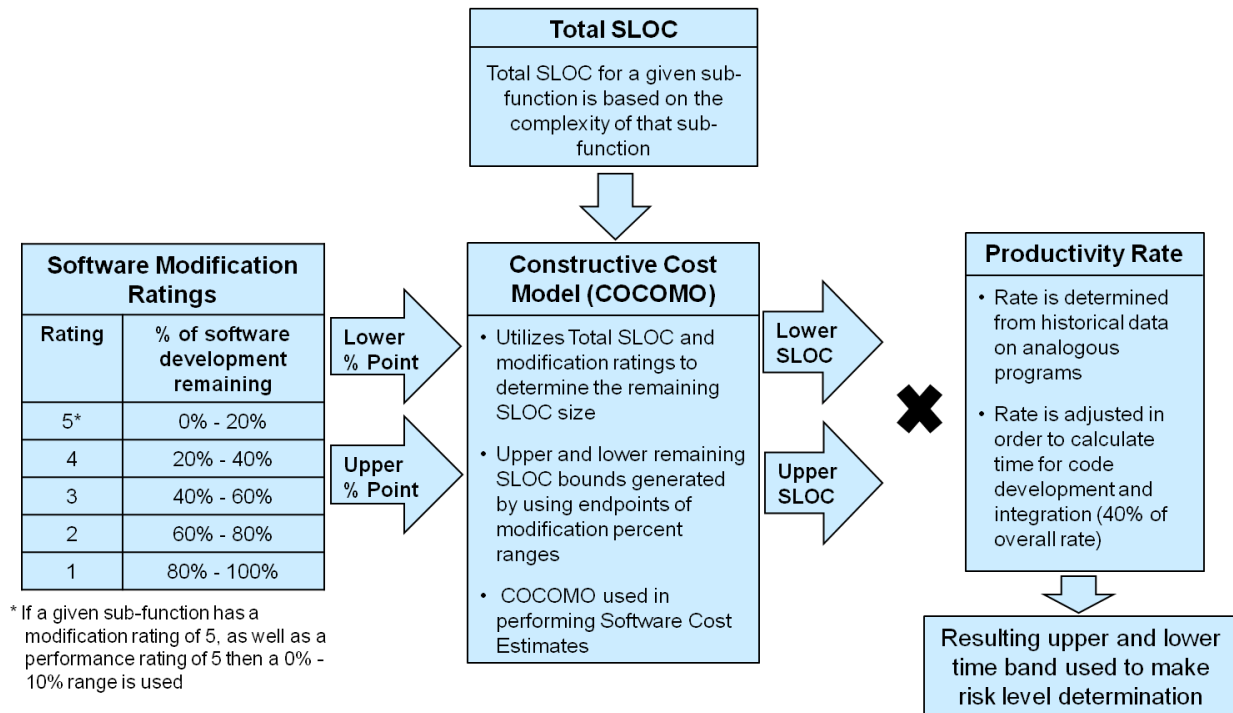 Total SLOC
Total SLOC for a given sub-
function is based on the
complexity of that sub-
function
Software Modification
Ratings
Rating
% of software
development
remaining
5* 0% - 20%
4 20% - 40%
3 40% - 60%
2 60% - 80%
1 80% - 100%
* If a given sub-function has a
modification rating of 5, as well as a
performance rating of 5 then a 0% -
10% range is used
Lower
% Point
Upper
% Point
Constructive Cost
Model (COCOMO)
• Utilizes Total SLOC and
modification ratings to
determine the remaining
SLOC size
• Upper and lower remaining
SLOC bounds generated
by using endpoints of
modification percent
ranges
• COCOMO used in
performing Software Cost
Estimates
Lower
SLOC
Upper
SLOC
Productivity Rate
• Rate is determined
from historical data
on analogous
programs
• Rate is adjusted in
order to calculate
time for code
development and
integration (40% of
overall rate)
Resulting upper and lower
time band used to make
risk level determination